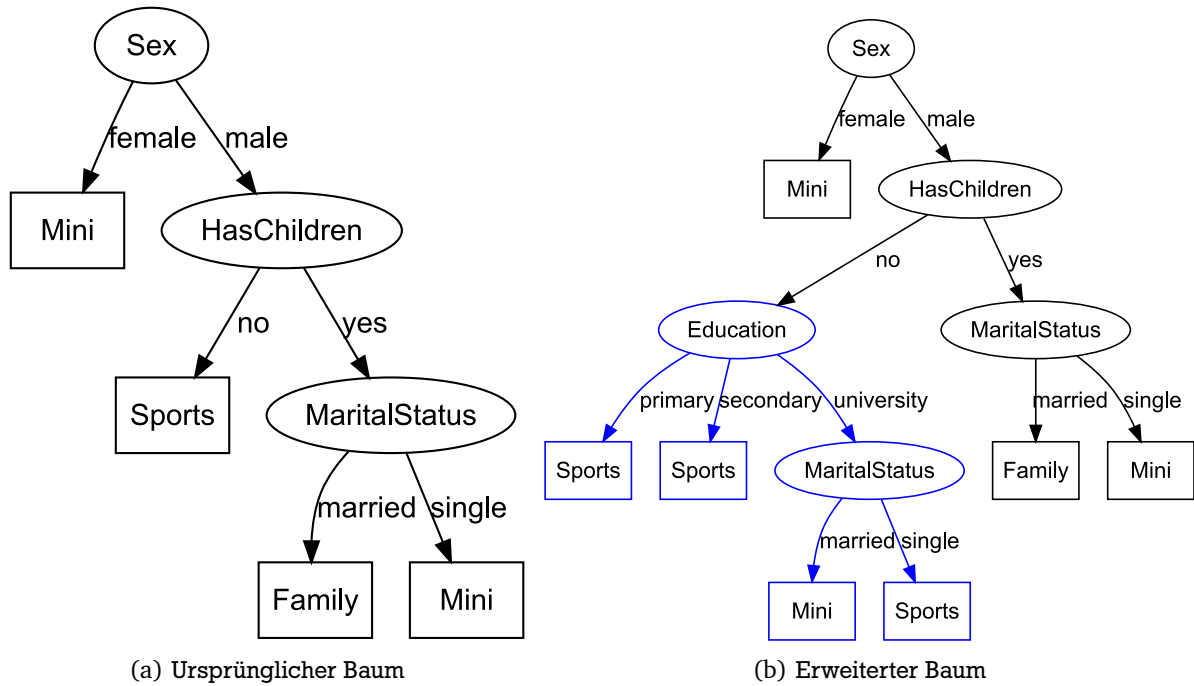 Sex
female
male
Mini
HasChildren
no
yes
Sports
MaritalStatus
married
single
Family
Mini
(a) Ursprünglicher Baum
Sex
female
male
Mini
HasChildren
no
yes
Education
MaritalStatus
primary
secondary
university
married
single
Sports
Sports
MaritalStatus
Family
Mini
married
single
Mini
Sports
(b) Erweiterter Baum